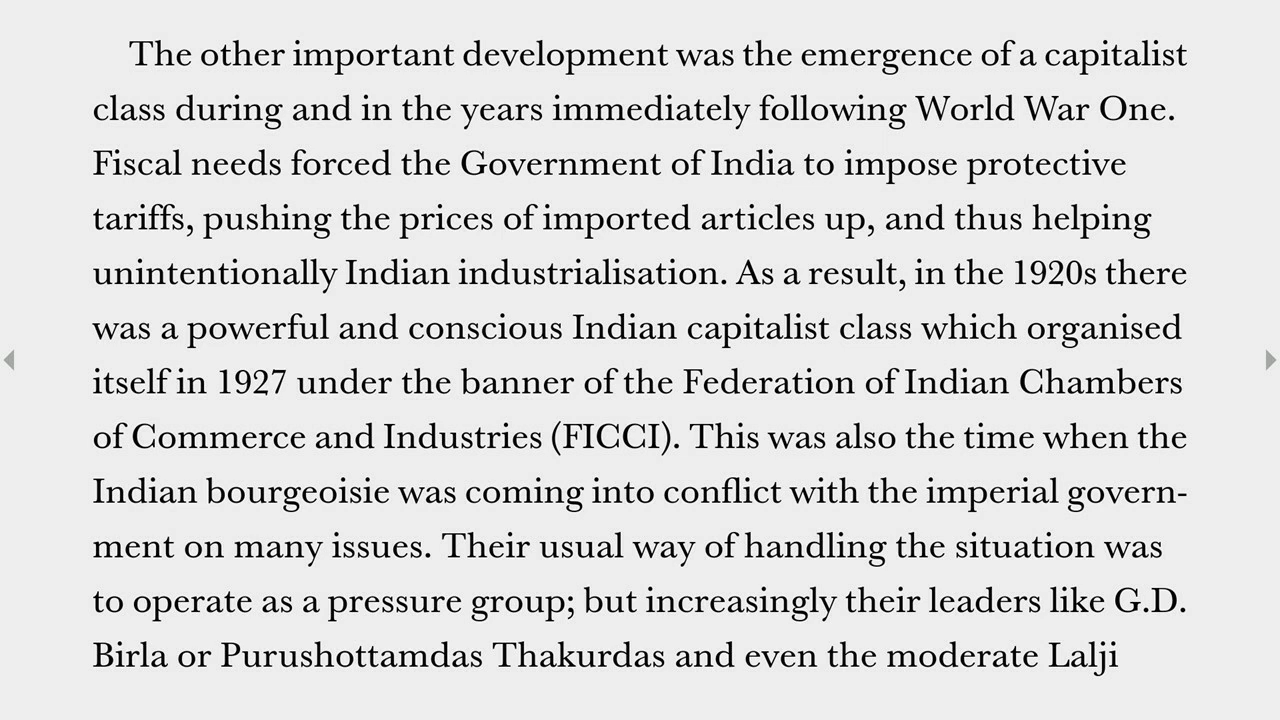 The other important development was the emergence of a capitalist
class during and in the years immediately following World War One.
Fiscal needs forced the Government of India to impose protective
tariffs, pushing the prices of imported articles up, and thus helping
unintentionally Indian industrialisation. As a result, in the 1920s there
was a powerful and conscious Indian capitalist class which organised
itself in 1927 under the banner of the Federation of Indian Chambers
of Commerce and Industries (FICCI). This was also the time when the
Indian bourgeoisie was coming into conflict with the imperial govern-
ment on many issues. Their usual way of handling the situation was
to operate as a pressure group; but increasingly their leaders like G.D.
Birla or Purushottamdas Thakurdas and even the moderate Lalji